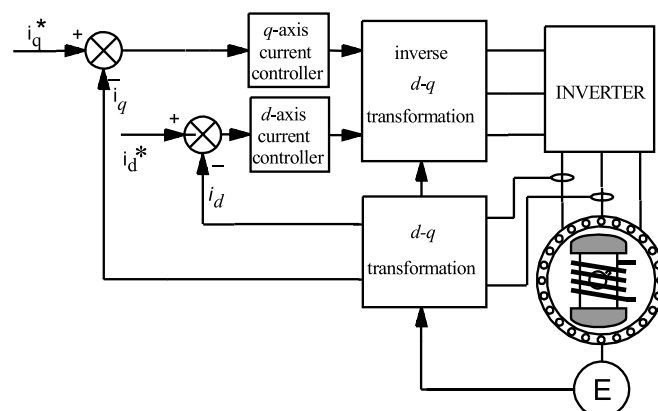 i_q*
+
−
i_q
q-axis
current
controller
inverse
d-q
transformation
INVERTER
+
−
i_d*
i_d
d-axis
current
controller
d-q
transformation
E